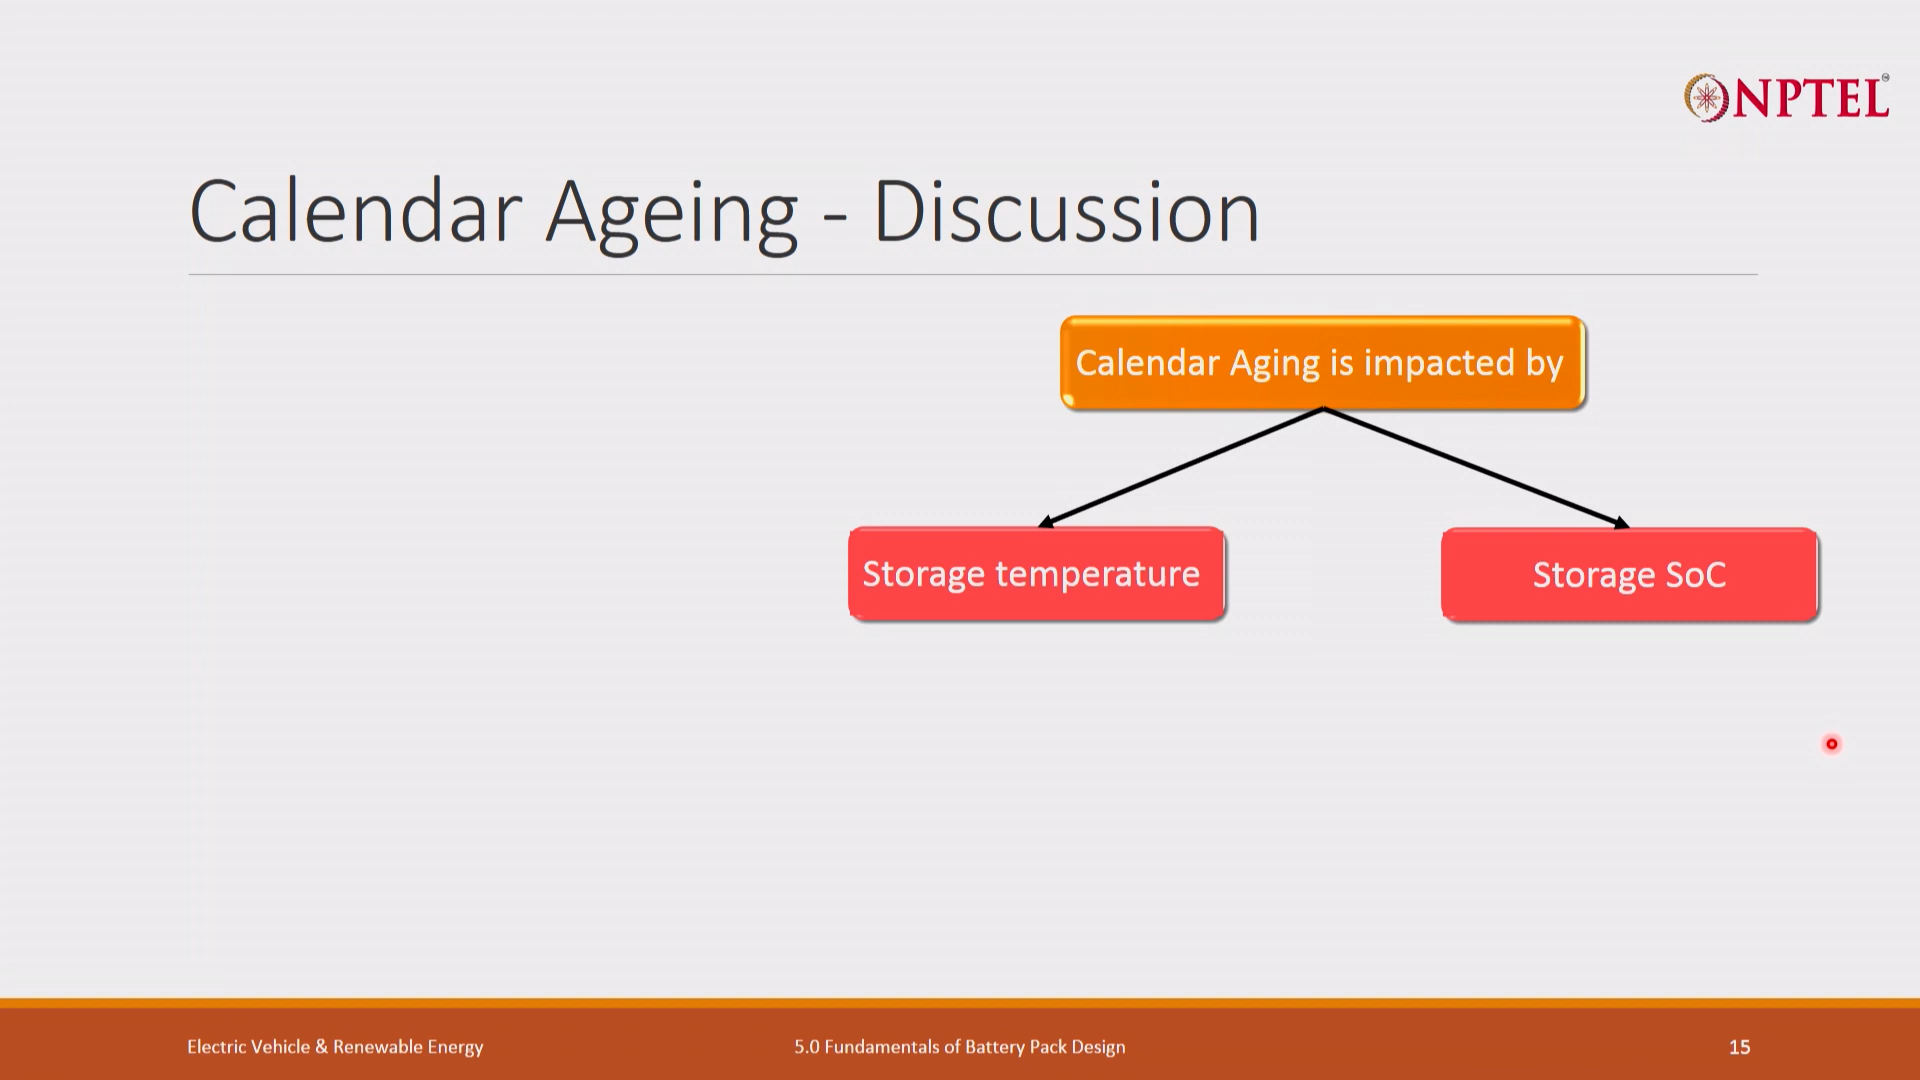 NPTEL
Calendar Ageing - Discussion
Calendar Aging is impacted by
Storage temperature
Storage SoC
Electric Vehicle & Renewable Energy
5.0 Fundamentals of Battery Pack Design
15